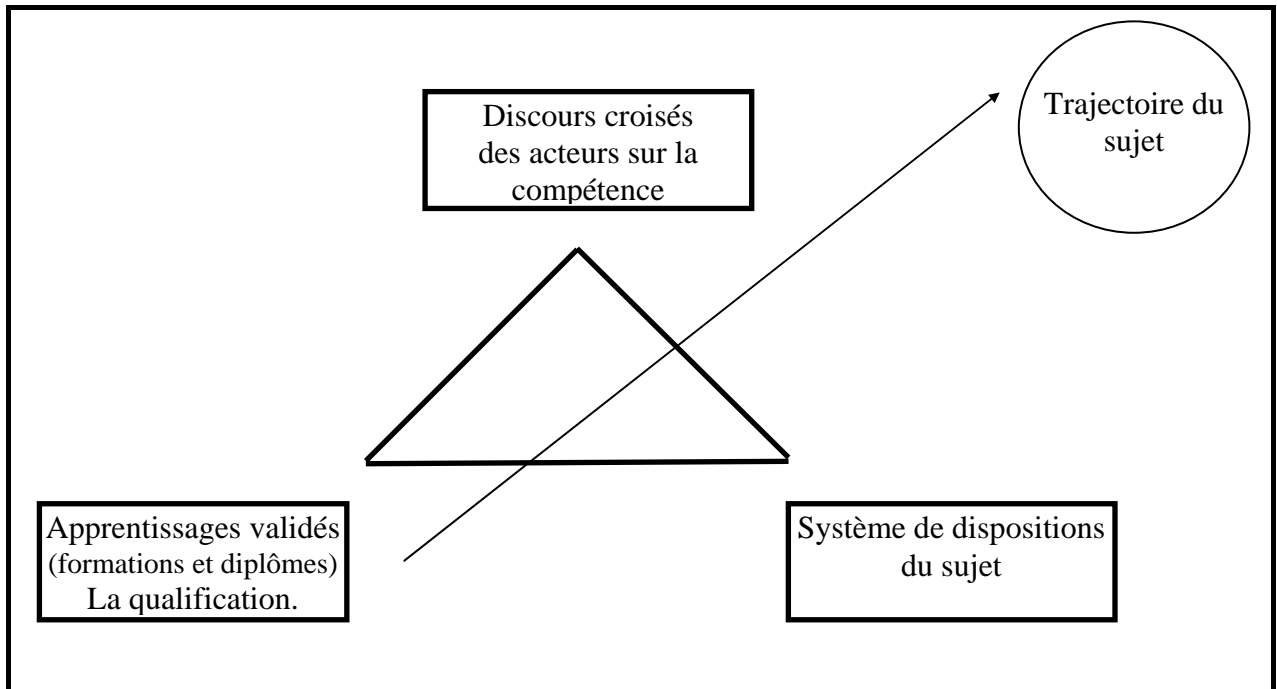 Discours croisés
des acteurs sur la
compétence
Trajectoire du
sujet
Apprentissages validés
(formations et diplômes)
La qualification.
Système de dispositions
du sujet